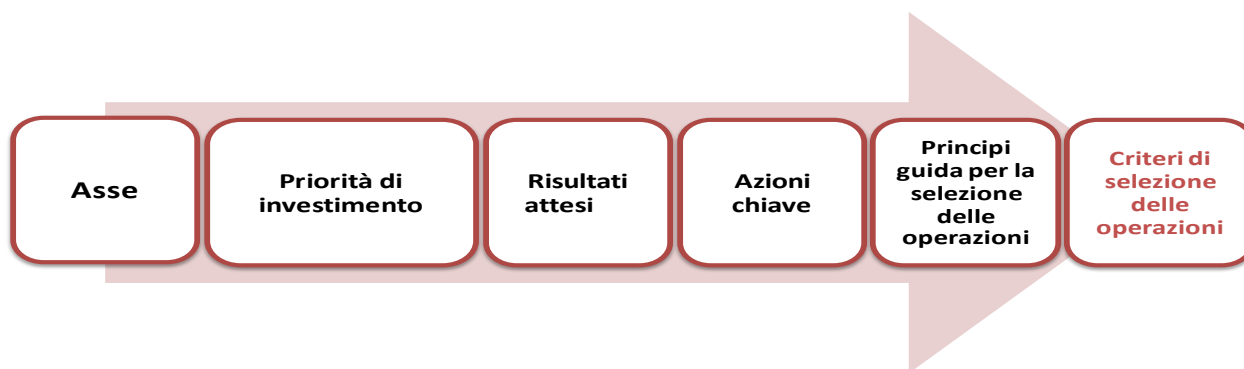 Asse
Priorità di
investimento
Risultati
attesi
Azioni
chiave
Principi
guida per la
selezione
delle
operazioni
Criteri di
selezione
delle
operazioni